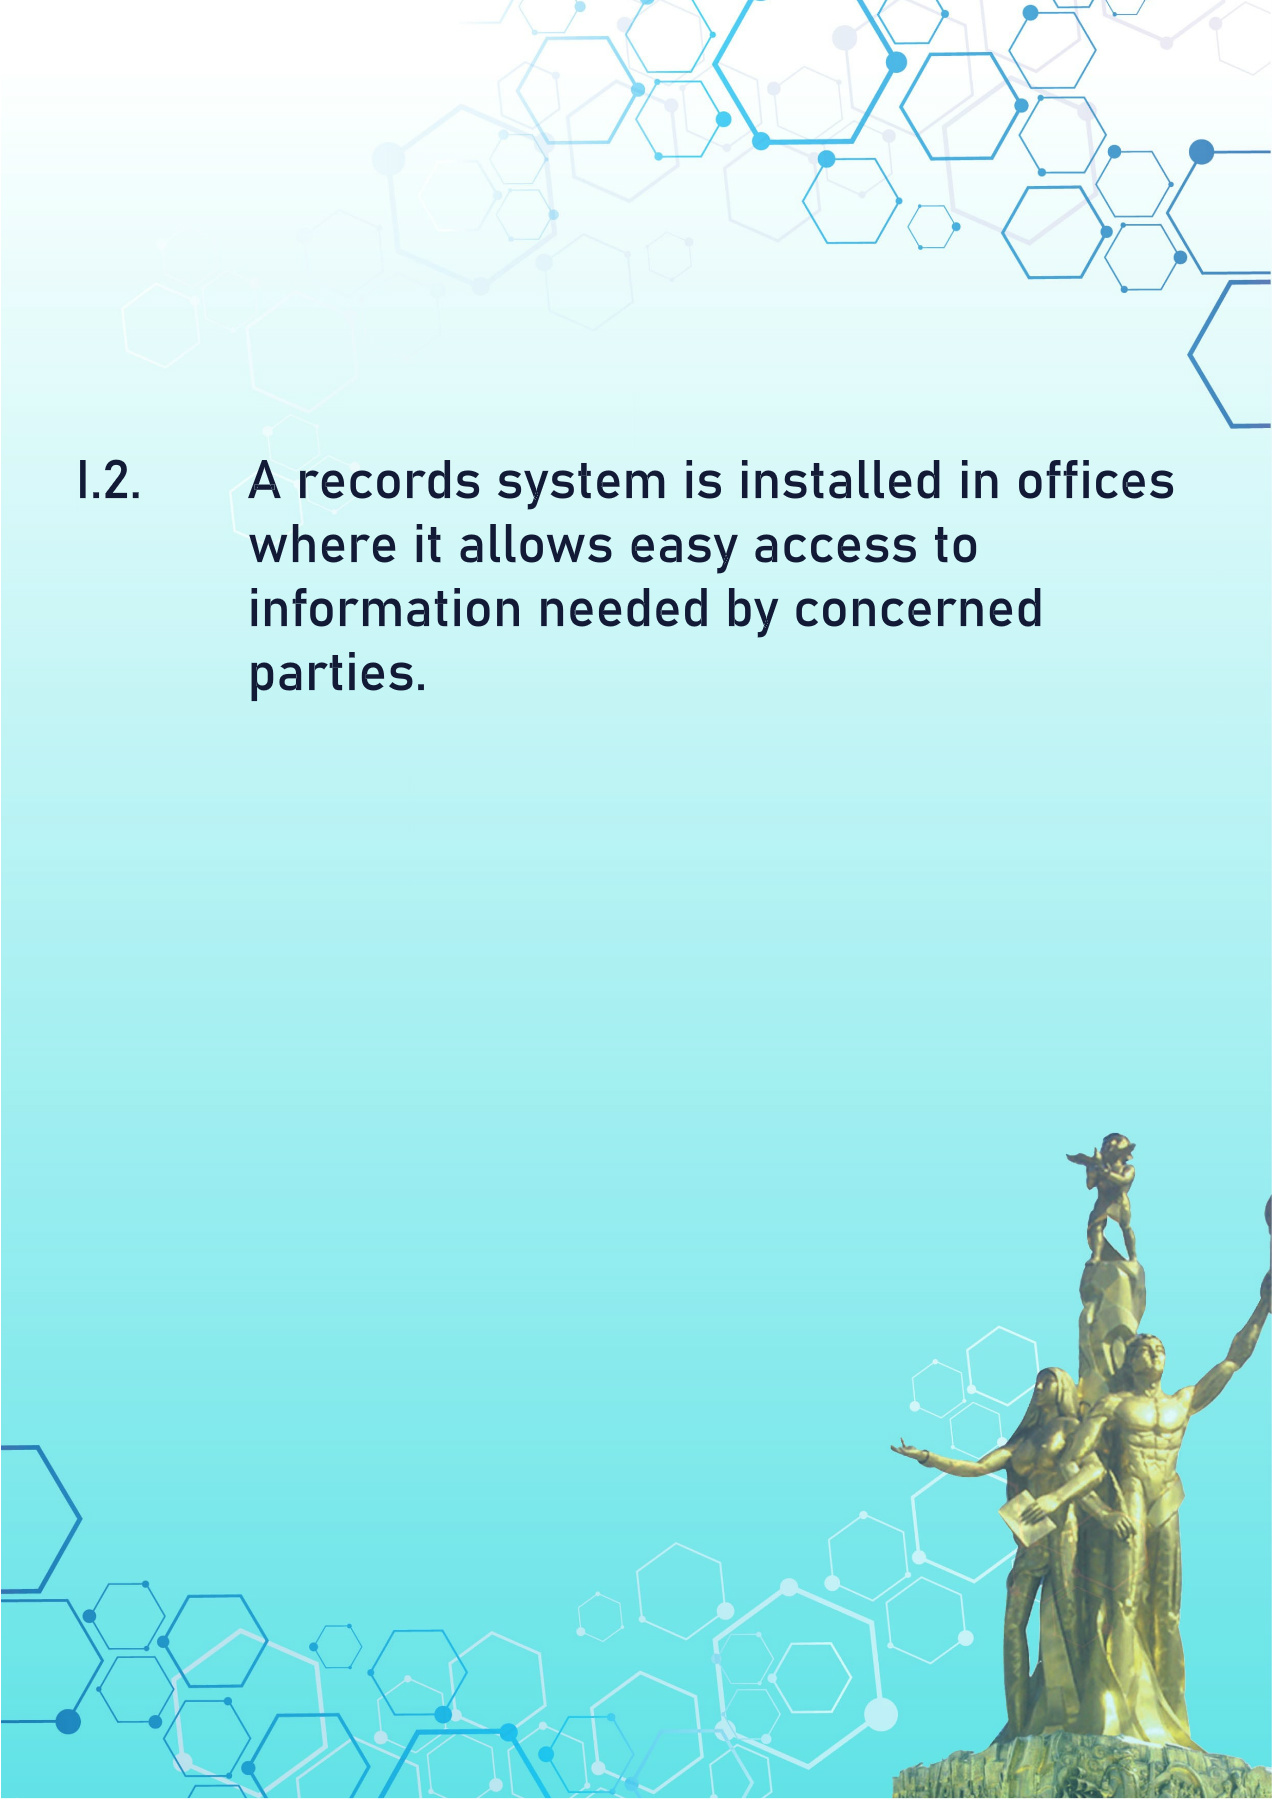 I.2. A records system is installed in offices
where it allows easy access to
information needed by concerned
parties.